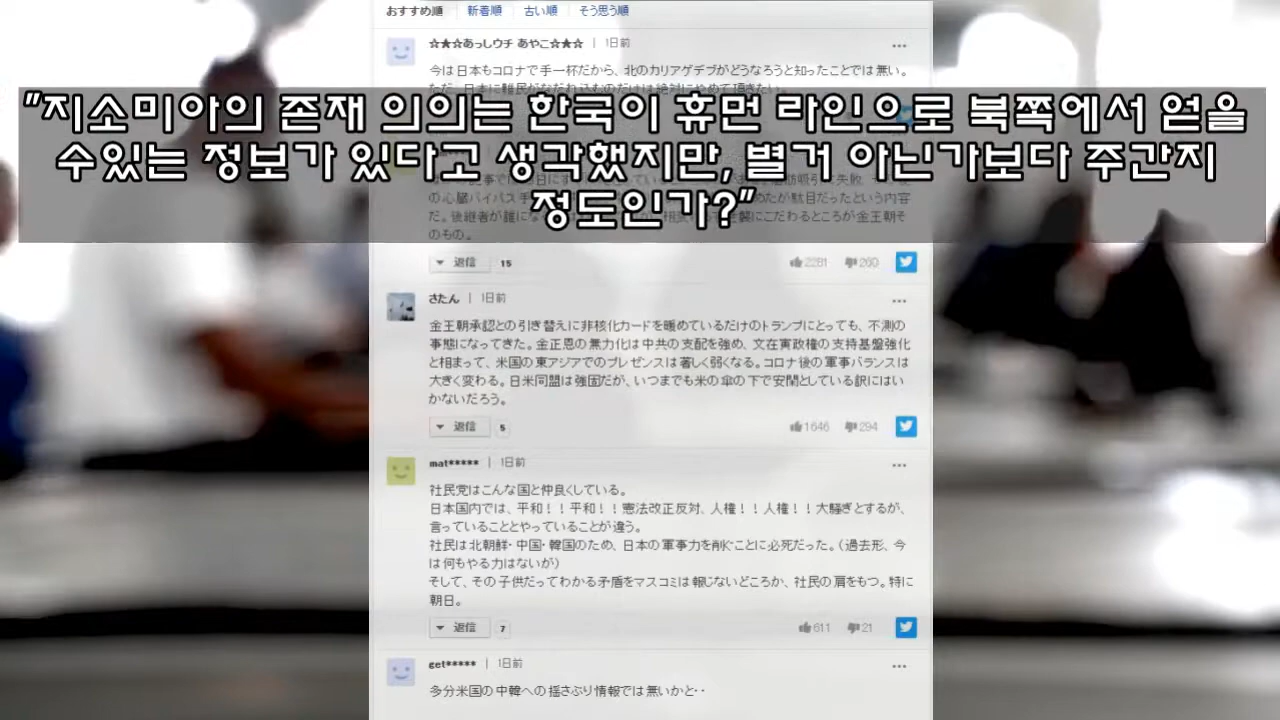 おすすめ順 新着順 古い順 そう思う順
☆★☆あっしウチ あやこ☆★☆ | 1日前
今は日本もコロナで手一杯だから、北のカリアゲデブがどうなろうと知ったことでは無い。
ただ、日本に難民がなだれ込むのだけは絶対にやめて頂きたい。
"지소미아의 존재 의의는 한국이 휴먼 라인으로 북쪽에서 얻을
수있는 정보가 있다고 생각했지만, 별거 아닌가보다 주간지
정도인가?"
のもの。
返信 15 2281 260
さたん | 1日前
金王朝承認との引き替えに非核化カードを暖めているだけのトランプにとっても、不測の
事態になってきた。金正恩の無力化は中共の支配を強め、文在寅政権の支持基盤強化
と相まって、米国の東アジアでのプレゼンスは著しく弱くなる。コロナ後の軍事バランスは
大きく変わる。日米同盟は強固だが、いつまでも米の傘の下で安閑としている訳にはい
かないだろう。
返信 5 1646 294
mat***** | 1日前
社民党はこんな国と仲良くしている。
日本国内では、平和！！平和！！憲法改正反対、人権！！人権！！大騒ぎとするが、
言っていることとやっていることが違う。
社民は北朝鮮・中国・韓国のため、日本の軍事力を削ぐことに必死だった。（過去形、今
は何もやる力はないが）
そして、その子供だってわかる矛盾をマスコミは報じないどころか、社民の肩をもつ。特に
朝日。
返信 7 611 21
get***** | 1日前
多分米国の中韓への揺さぶり情報では無いかと・・